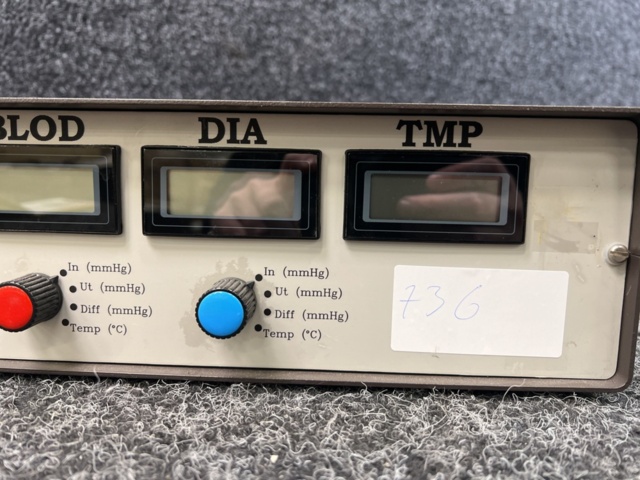 BLOD DIA TMP
In (mmHg) In (mmHg)
Ut (mmHg) Ut (mmHg)
Diff (mmHg) Diff (mmHg)
Temp (°C) Temp (°C)
736